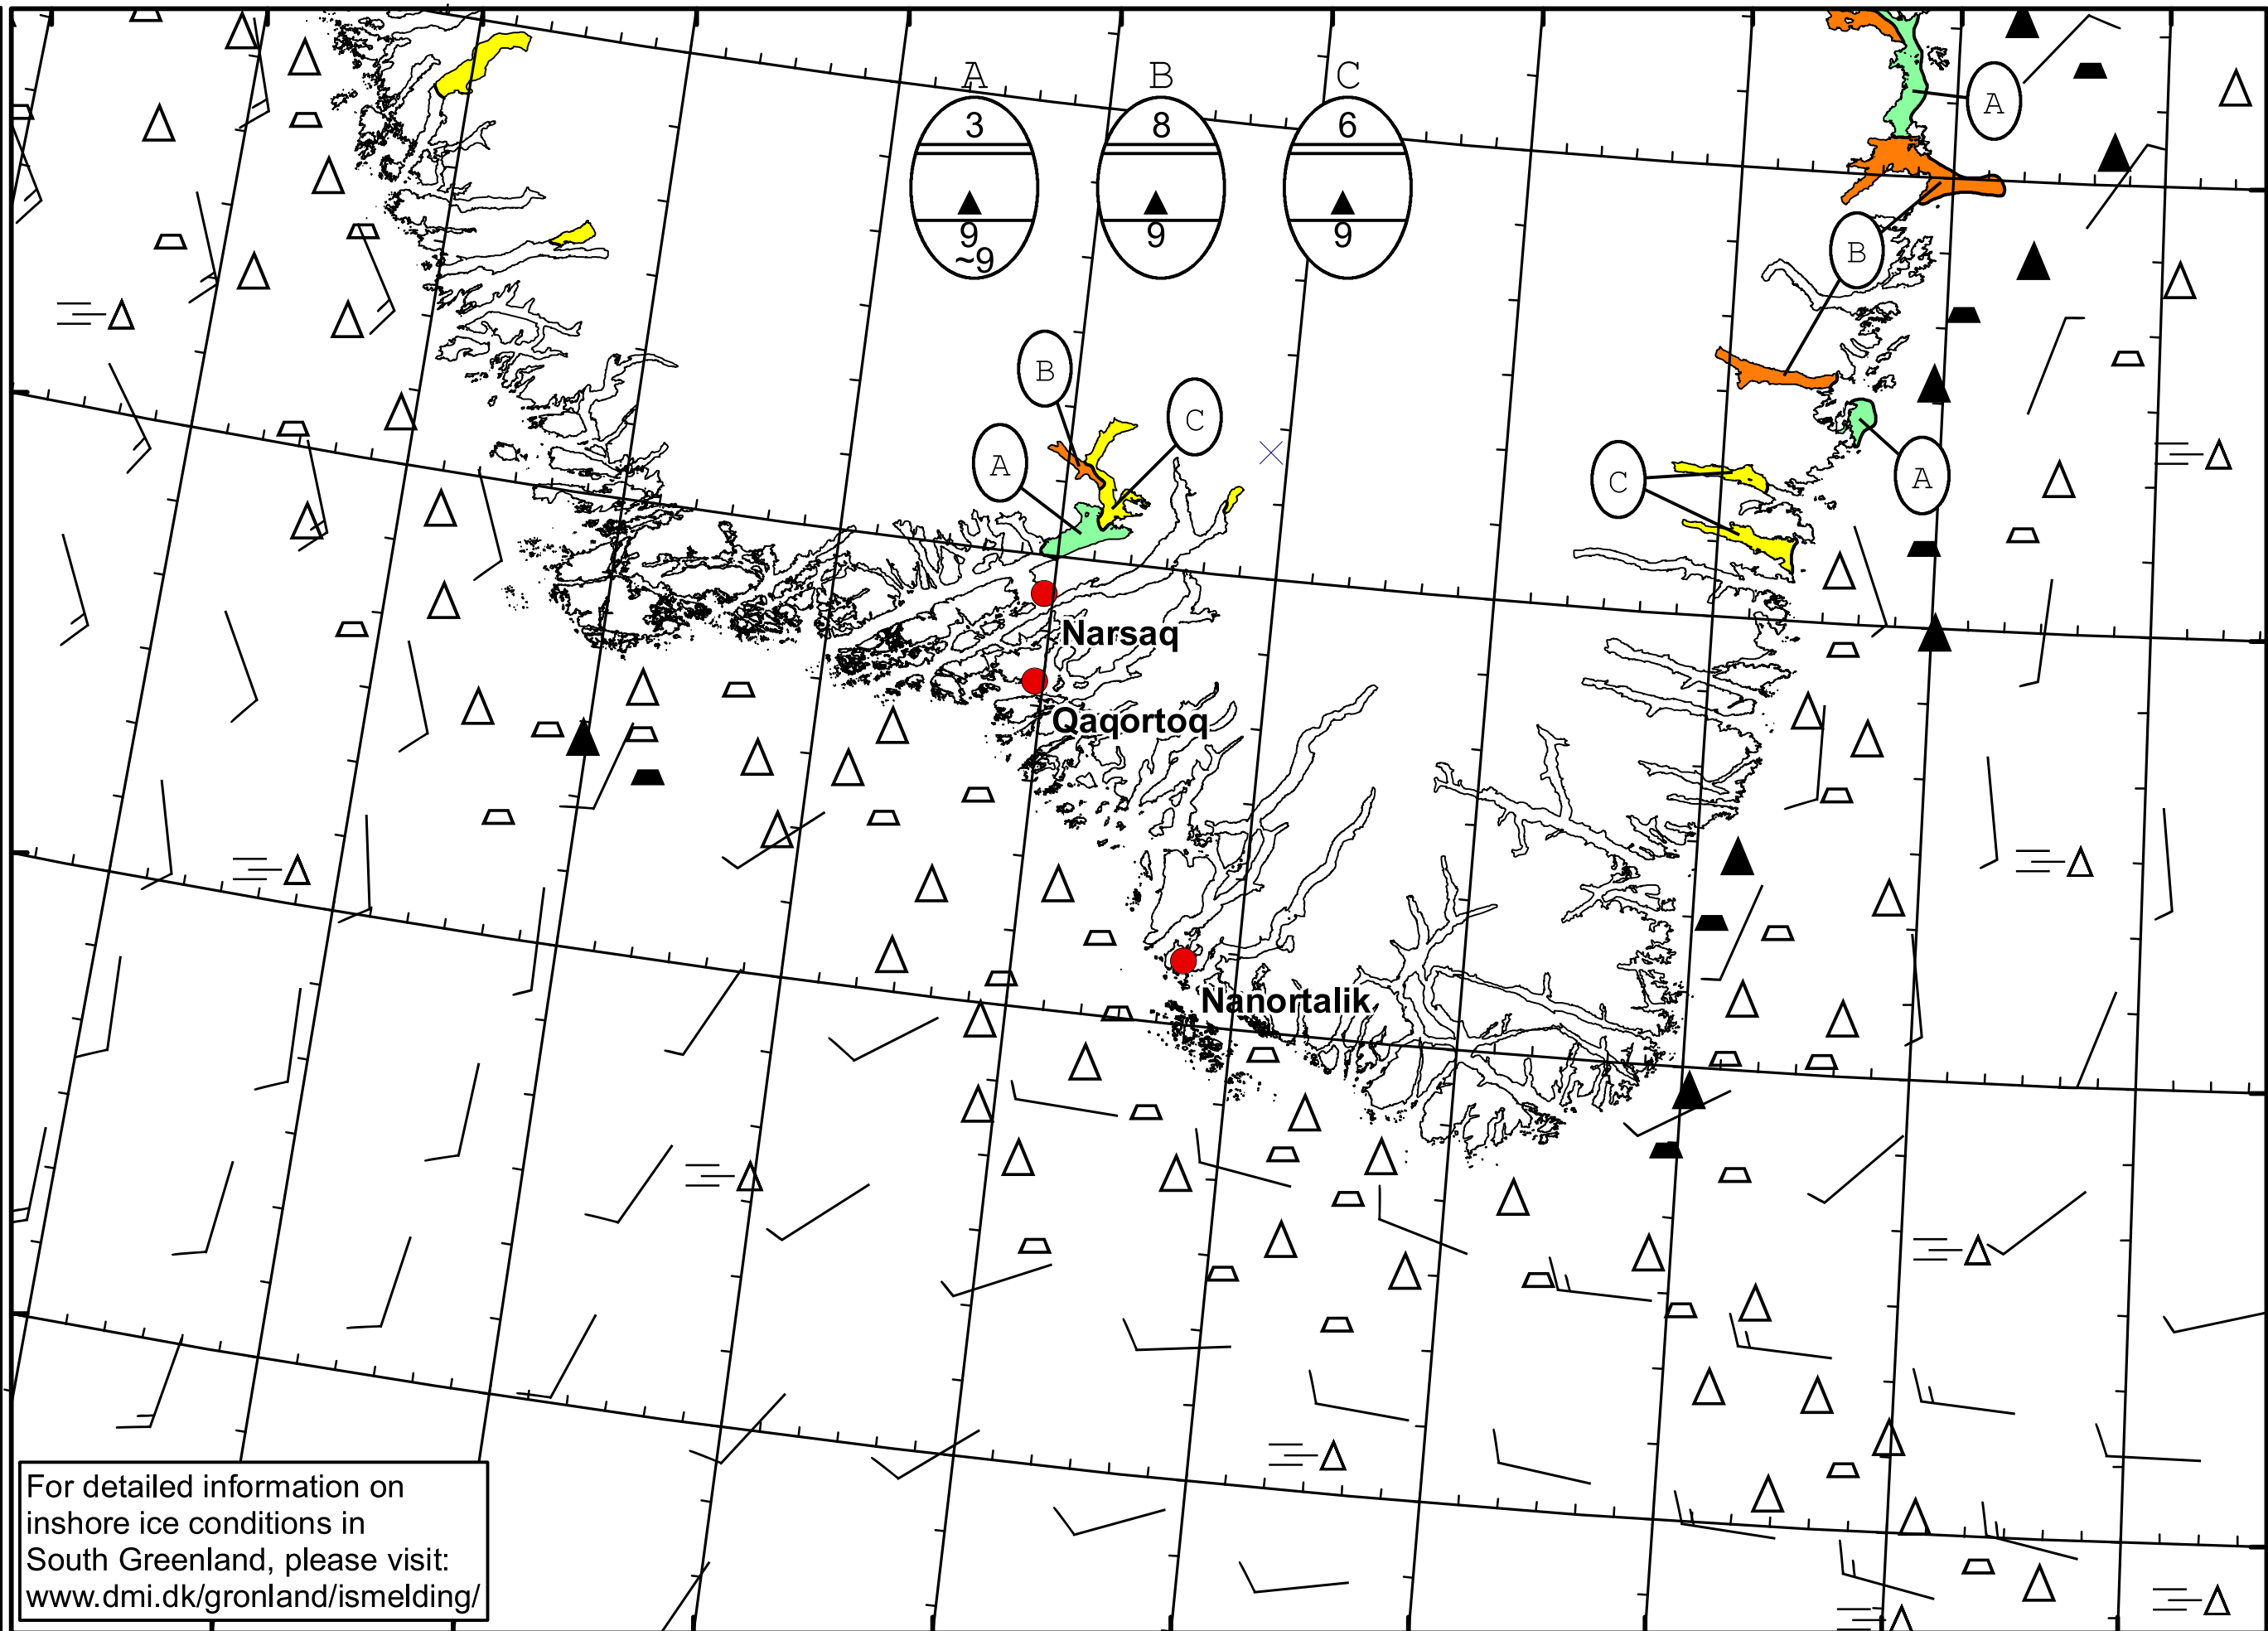 A B C
3 8 6
▲ ▲ ▲
9 9 9
~9
A
B
B
C
A
C
A
Narsaq
Qaqortoq
Nanortalik
For detailed information on
inshore ice conditions in
South Greenland, please visit:
www.dmi.dk/gronland/ismelding/